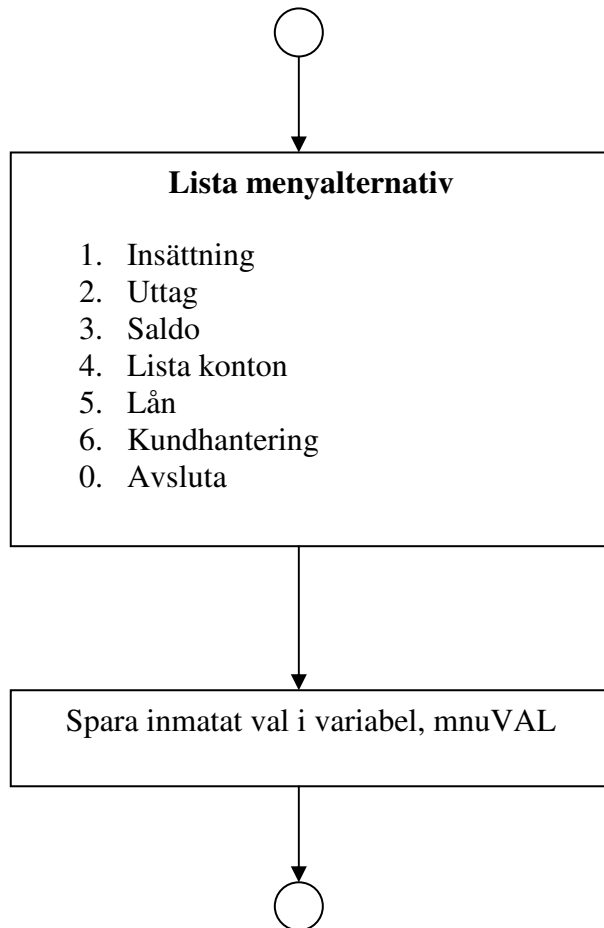 Lista menyalternativ
1. Insättning
2. Uttag
3. Saldo
4. Lista konton
5. Lån
6. Kundhantering
0. Avsluta
Spara inmatat val i variabel, mnuVAL